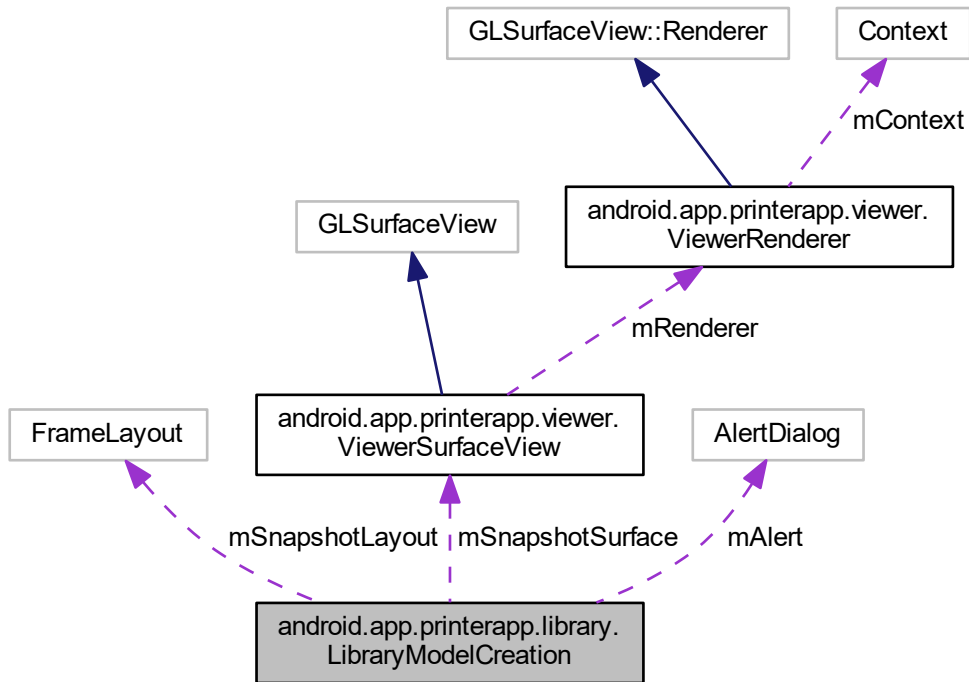 GLSurfaceView::Renderer
Context
mContext
android.app.printerapp.viewer.
ViewerRenderer
GLSurfaceView
mRenderer
FrameLayout
android.app.printerapp.viewer.
ViewerSurfaceView
AlertDialog
mSnapshotLayout
mSnapshotSurface
mAlert
android.app.printerapp.library.
LibraryModelCreation